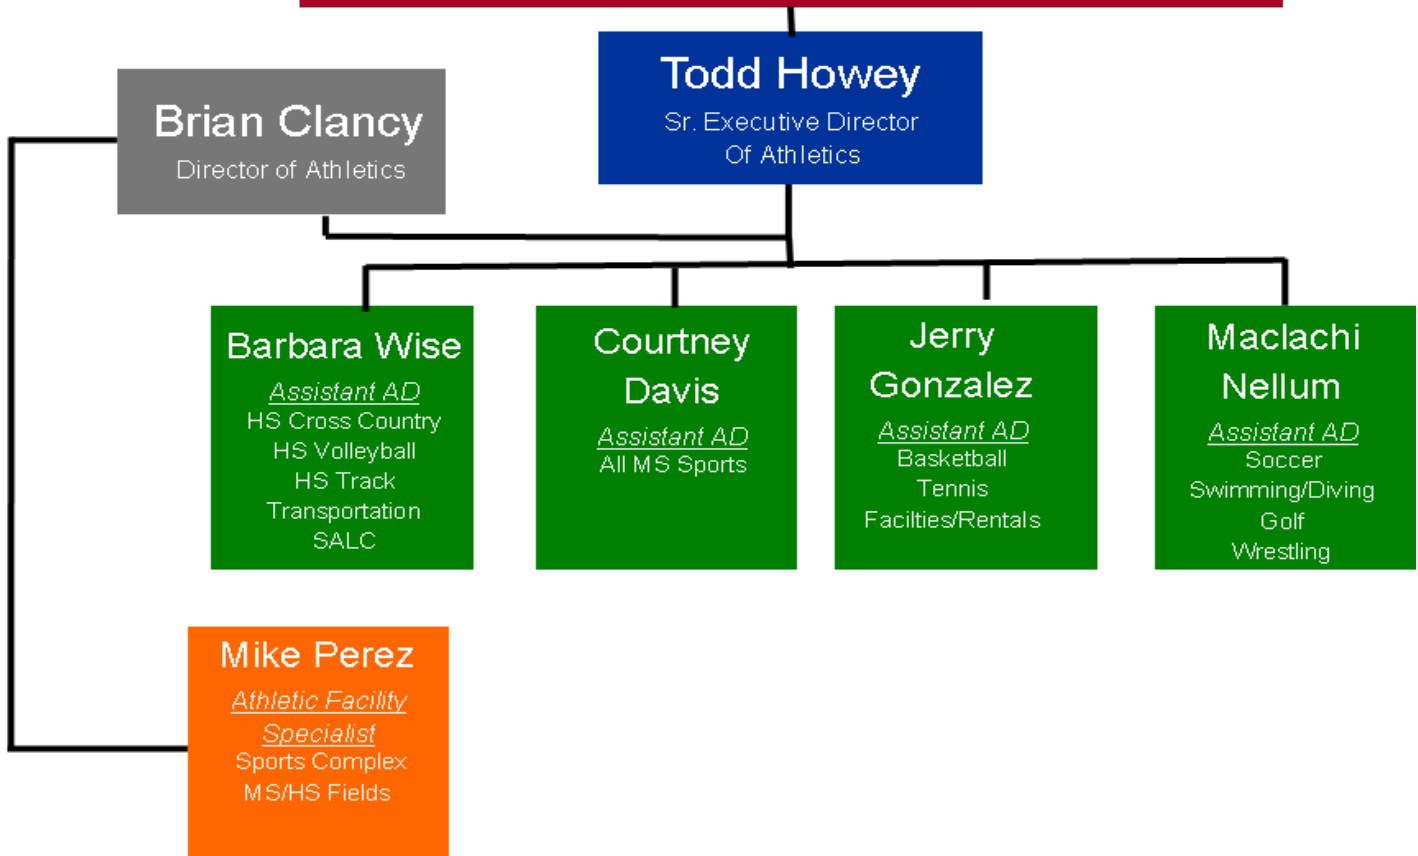 Todd Howey
Sr. Executive Director
Of Athletics
Brian Clancy
Director of Athletics
Barbara Wise
Assistant AD
HS Cross Country
HS Volleyball
HS Track
Transportation
SALC
Courtney
Davis
Assistant AD
All MS Sports
Jerry
Gonzalez
Assistant AD
Basketball
Tennis
Facilties/Rentals
Maclachi
Nellum
Assistant AD
Soccer
Swimming/Diving
Golf
Wrestling
Mike Perez
Athletic Facility
Specialist
Sports Complex
MS/HS Fields